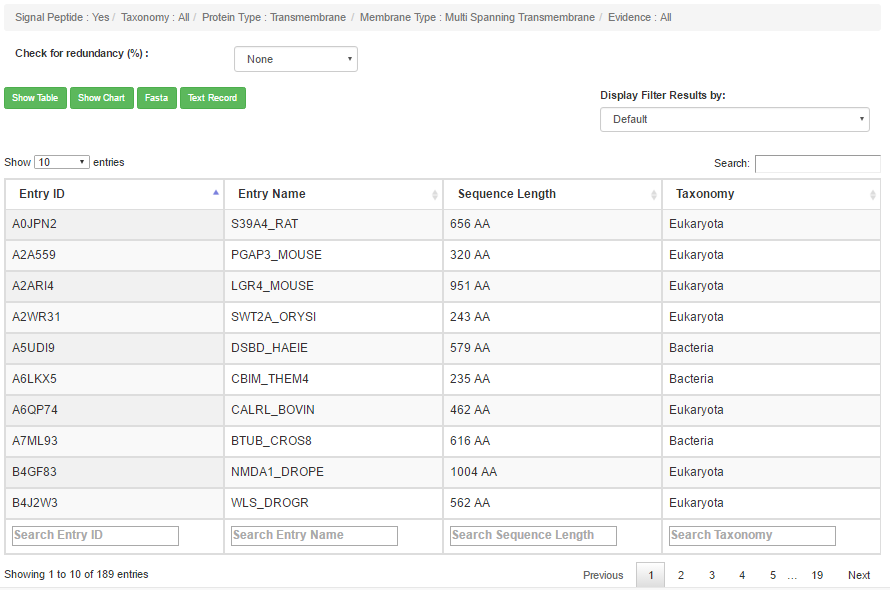 Signal Peptide : Yes / Taxonomy : All / Protein Type : Transmembrane / Membrane Type : Multi Spanning Transmembrane / Evidence : All
Check for redundancy (%) : None
Show Table Show Chart Fasta Text Record
Display Filter Results by:
Default
Show 10 entries Search:
Entry ID Entry Name Sequence Length Taxonomy
A0JPN2 S39A4_RAT 656 AA Eukaryota
A2A559 PGAP3_MOUSE 320 AA Eukaryota
A2ARI4 LGR4_MOUSE 951 AA Eukaryota
A2WR31 SWT2A_ORYSI 243 AA Eukaryota
A5UDI9 DSBD_HAEIE 579 AA Bacteria
A6LKX5 CBIM_THEM4 235 AA Bacteria
A6QP74 CALRL_BOVIN 462 AA Eukaryota
A7ML93 BTUB_CROS8 616 AA Bacteria
B4GF83 NMDA1_DROPE 1004 AA Eukaryota
B4J2W3 WLS_DROGR 562 AA Eukaryota
Search Entry ID Search Entry Name Search Sequence Length Search Taxonomy
Showing 1 to 10 of 189 entries Previous 1 2 3 4 5 … 19 Next